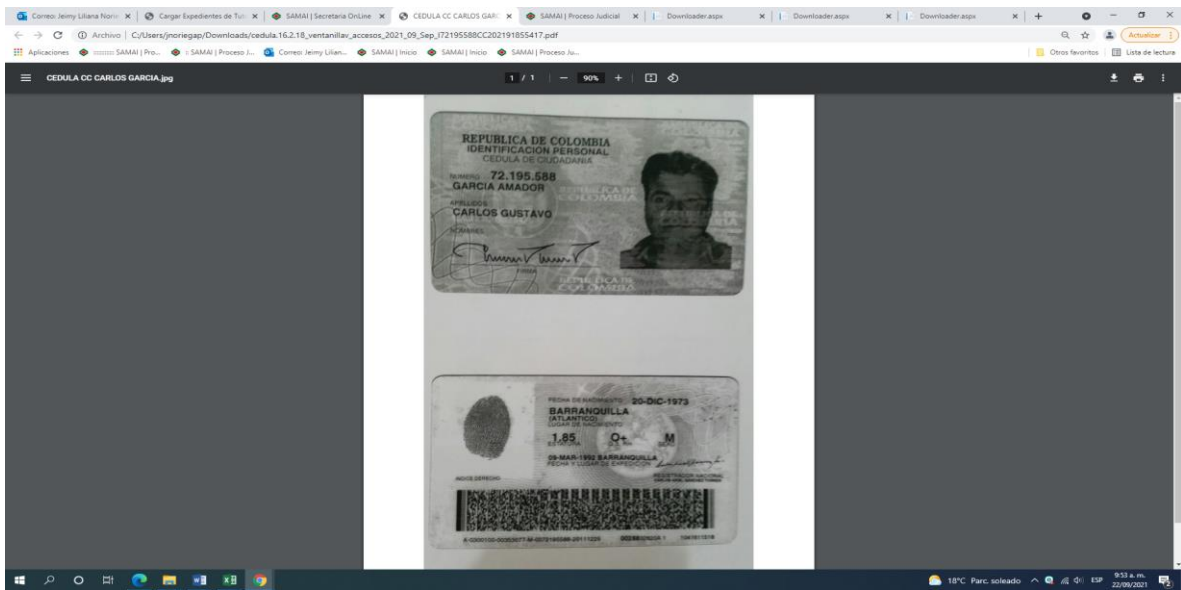 Correo: Jeimy Liliana Norie
Cargar Expedientes de Tut
SAMAI | Secretaria OnLine
CEDULA CC CARLOS GARC
SAMAI | Proceso Judicial
Downloader.aspx
Downloader.aspx
Downloader.aspx
Archivo | C:/Users/jnoriegap/Downloads/cedula.16.2.18_ventanillav_accesos_2021_09_Sep_I72195588CC202191855417.pdf
Actualizar
Aplicaciones
SAMAI | Pro...
SAMAI | Proceso J...
Correo: Jeimy Lilian...
SAMAI | Inicio
SAMAI | Inicio
SAMAI | Proceso Ju...
Otros favoritos
Lista de lectura
CEDULA CC CARLOS GARCIA.jpg
1 / 1
90%
REPUBLICA DE COLOMBIA
IDENTIFICACIÓN PERSONAL
CEDULA DE CIUDADANIA
NUMERO 72.195.588
GARCIA AMADOR
APELLIDOS
CARLOS GUSTAVO
NOMBRES
FIRMA
FECHA DE NACIMIENTO 20-DIC-1973
BARRANQUILLA
(ATLANTICO)
LUGAR DE NACIMIENTO
1.85 O+ M
ESTATURA G.S. RH SEXO
09-MAR-1992 BARRANQUILLA
FECHA Y LUGAR DE EXPEDICION
REGISTRADOR NACIONAL
INDICE DERECHO
18°C Parc. soleado
ESP
9:53 a. m.
22/09/2021